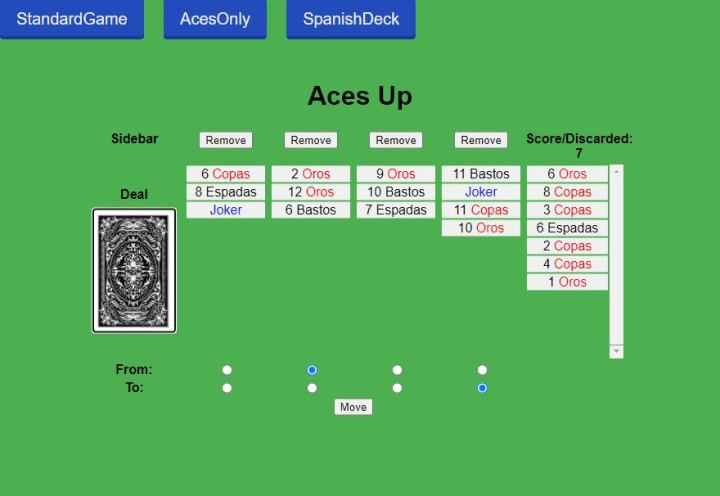 StandardGame AcesOnly SpanishDeck
Aces Up
Sidebar Remove Remove Remove Remove Score/Discarded:
7
6 Copas 2 Oros 9 Oros 11 Bastos 6 Oros
8 Espadas 12 Oros 10 Bastos Joker 8 Copas
Deal
Joker 6 Bastos 7 Espadas 11 Copas 3 Copas
10 Oros 6 Espadas
2 Copas
4 Copas
1 Oros
From:
To:
Move